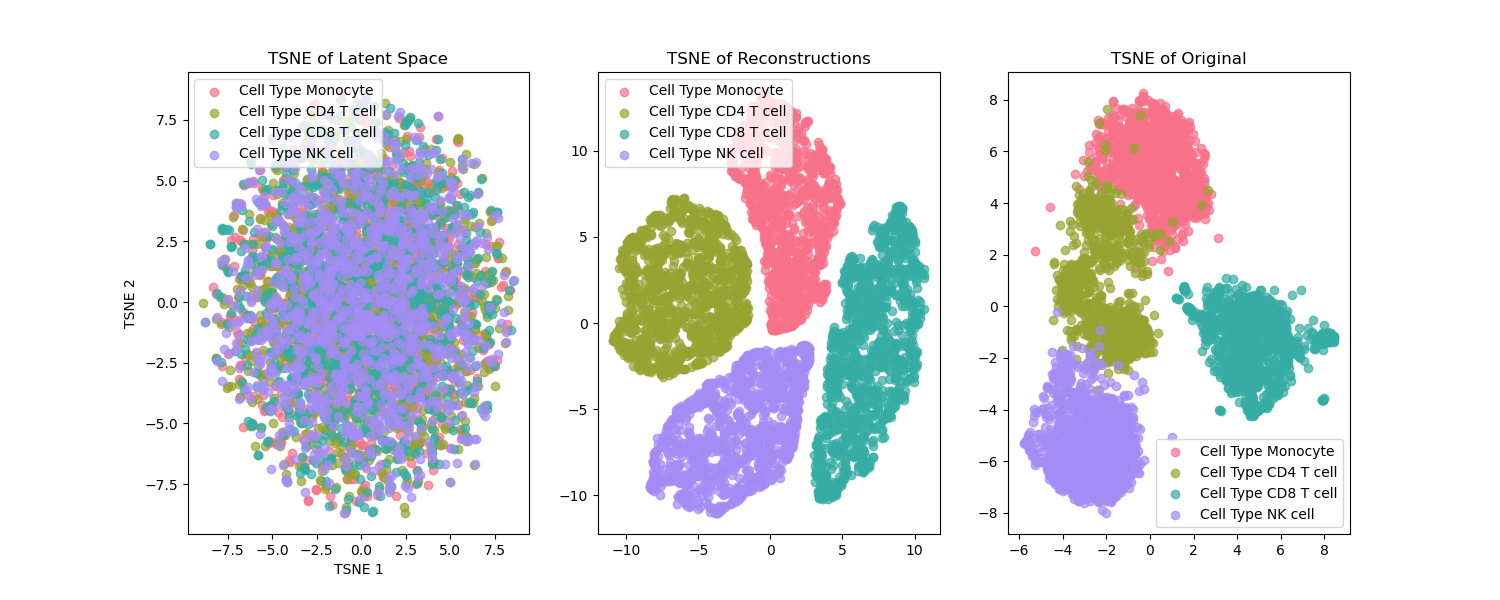 TSNE of Latent Space
Cell Type Monocyte
Cell Type CD4 T cell
Cell Type CD8 T cell
Cell Type NK cell
7.5
5.0
2.5
0.0
−2.5
−5.0
−7.5
TSNE 2
−7.5 −5.0 −2.5 0.0 2.5 5.0 7.5
TSNE 1
TSNE of Reconstructions
Cell Type Monocyte
Cell Type CD4 T cell
Cell Type CD8 T cell
Cell Type NK cell
10
5
0
−5
−10
−10 −5 0 5 10
TSNE of Original
8
6
4
2
0
−2
−4
−6
−8
Cell Type Monocyte
Cell Type CD4 T cell
Cell Type CD8 T cell
Cell Type NK cell
−6 −4 −2 0 2 4 6 8